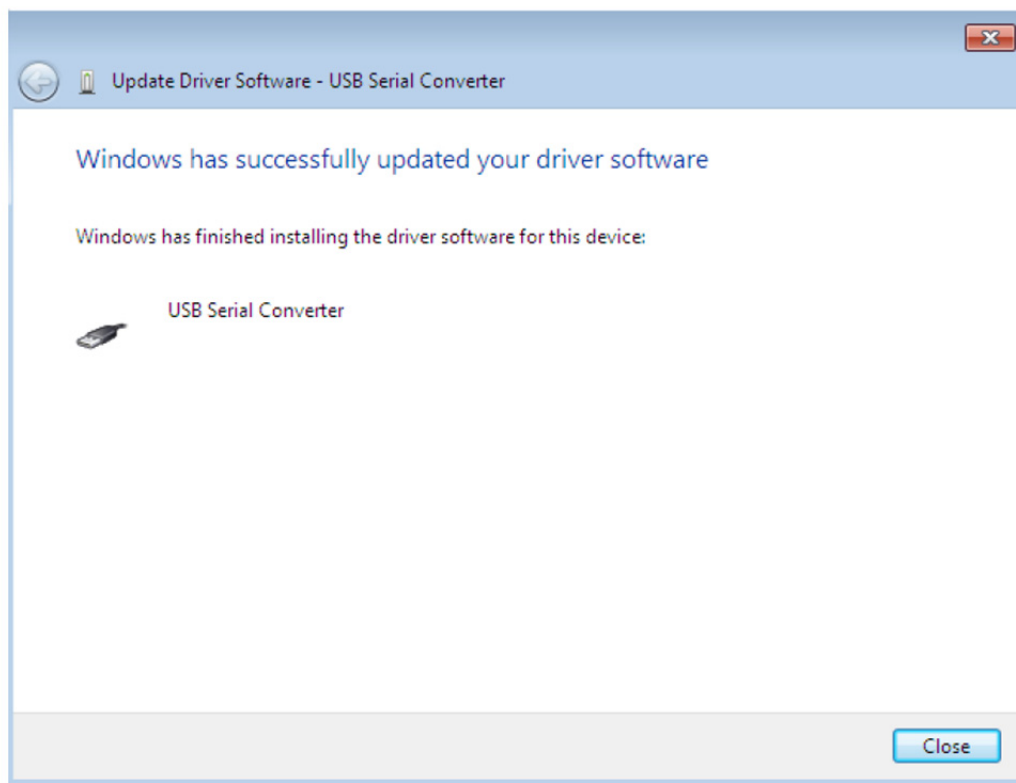 Update Driver Software - USB Serial Converter
Windows has successfully updated your driver software
Windows has finished installing the driver software for this device:
USB Serial Converter
Close